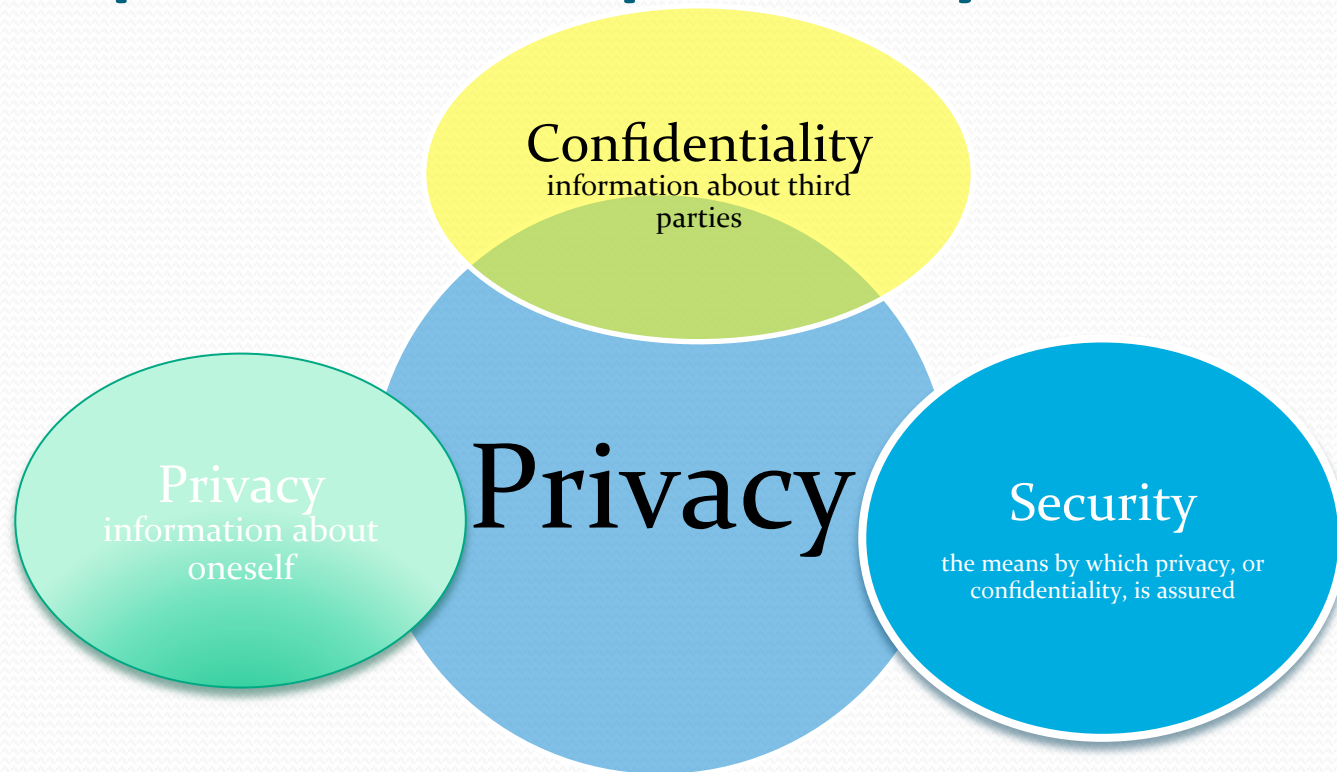 Confidentiality
information about third
parties
Privacy
information about
oneself
Privacy
Security
the means by which privacy, or
confidentiality, is assured